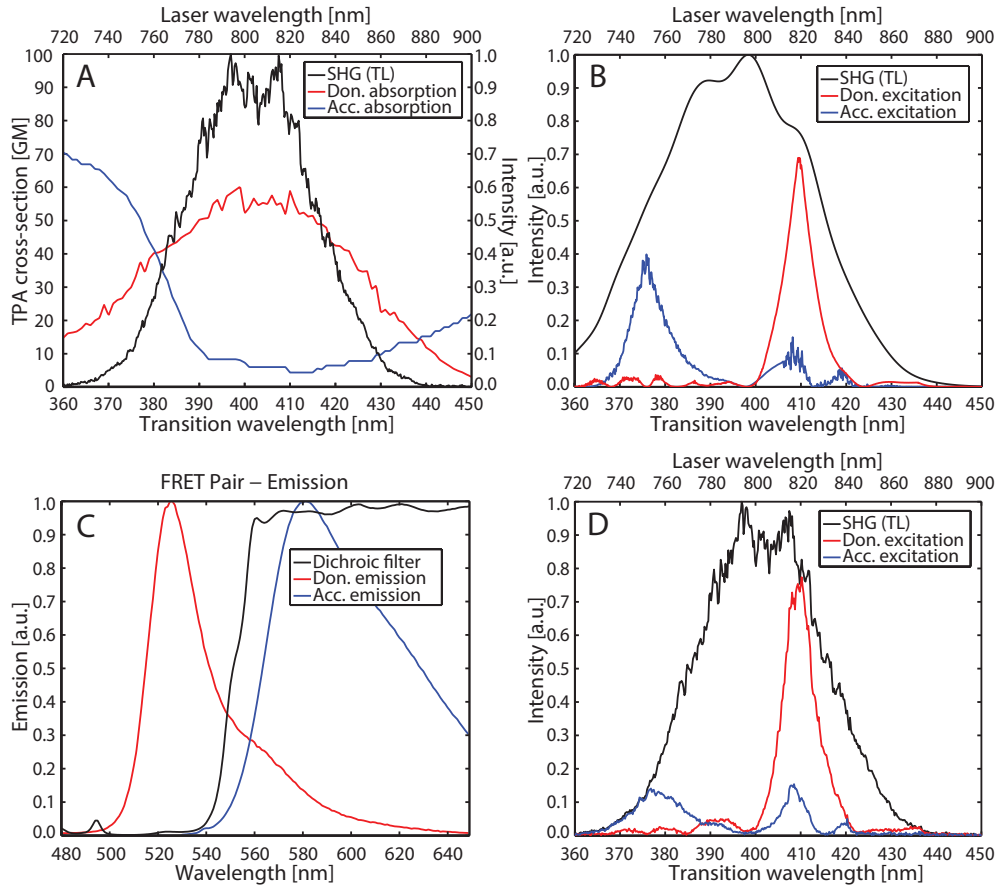 Laser wavelength [nm]
720 740 760 780 800 820 840 860 880 900
A
SHG (TL)
Don. absorption
Acc. absorption
TPA cross-section [GM]
100
90
80
70
60
50
40
30
20
10
0
1.0
0.9
0.8
0.7
0.6
0.5
0.4
0.3
0.2
0.1
0.0
Intensity [a.u.]
360 370 380 390 400 410 420 430 440 450
Transition wavelength [nm]
Laser wavelength [nm]
720 740 760 780 800 820 840 860 880 900
B
SHG (TL)
Don. excitation
Acc. excitation
Intensity [a.u.]
1.0
0.9
0.8
0.7
0.6
0.5
0.4
0.3
0.2
0.1
0.0
360 370 380 390 400 410 420 430 440 450
Transition wavelength [nm]
FRET Pair – Emission
C
Dichroic filter
Don. emission
Acc. emission
Emission [a.u.]
1.0
0.9
0.8
0.7
0.6
0.5
0.4
0.3
0.2
0.1
0.0
480 500 520 540 560 580 600 620 640
Wavelength [nm]
Laser wavelength [nm]
720 740 760 780 800 820 840 860 880 900
D
SHG (TL)
Don. excitation
Acc. excitation
Intensity [a.u.]
1.0
0.9
0.8
0.7
0.6
0.5
0.4
0.3
0.2
0.1
0.0
360 370 380 390 400 410 420 430 440 450
Transition wavelength [nm]